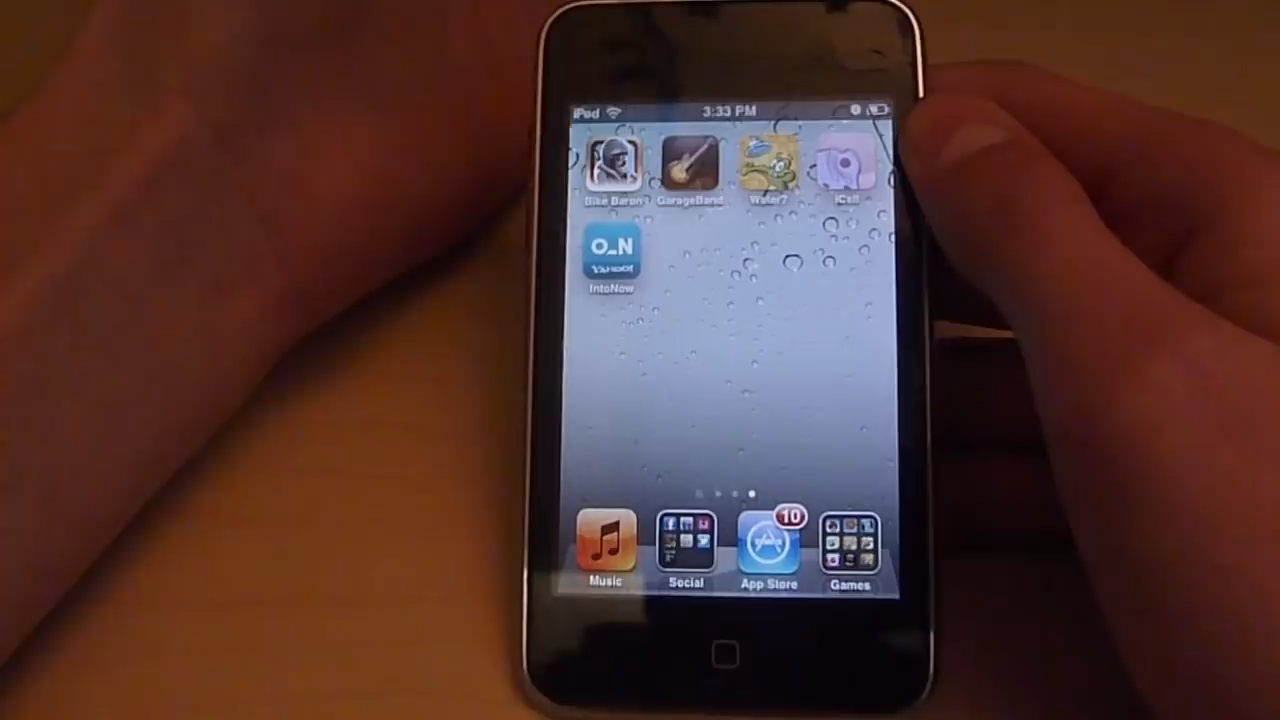 iPod 3:33 PM
Bike Baron GarageBand Water? iCell
O_N
YAHOO!
IntoNow
10
Music Social App Store Games